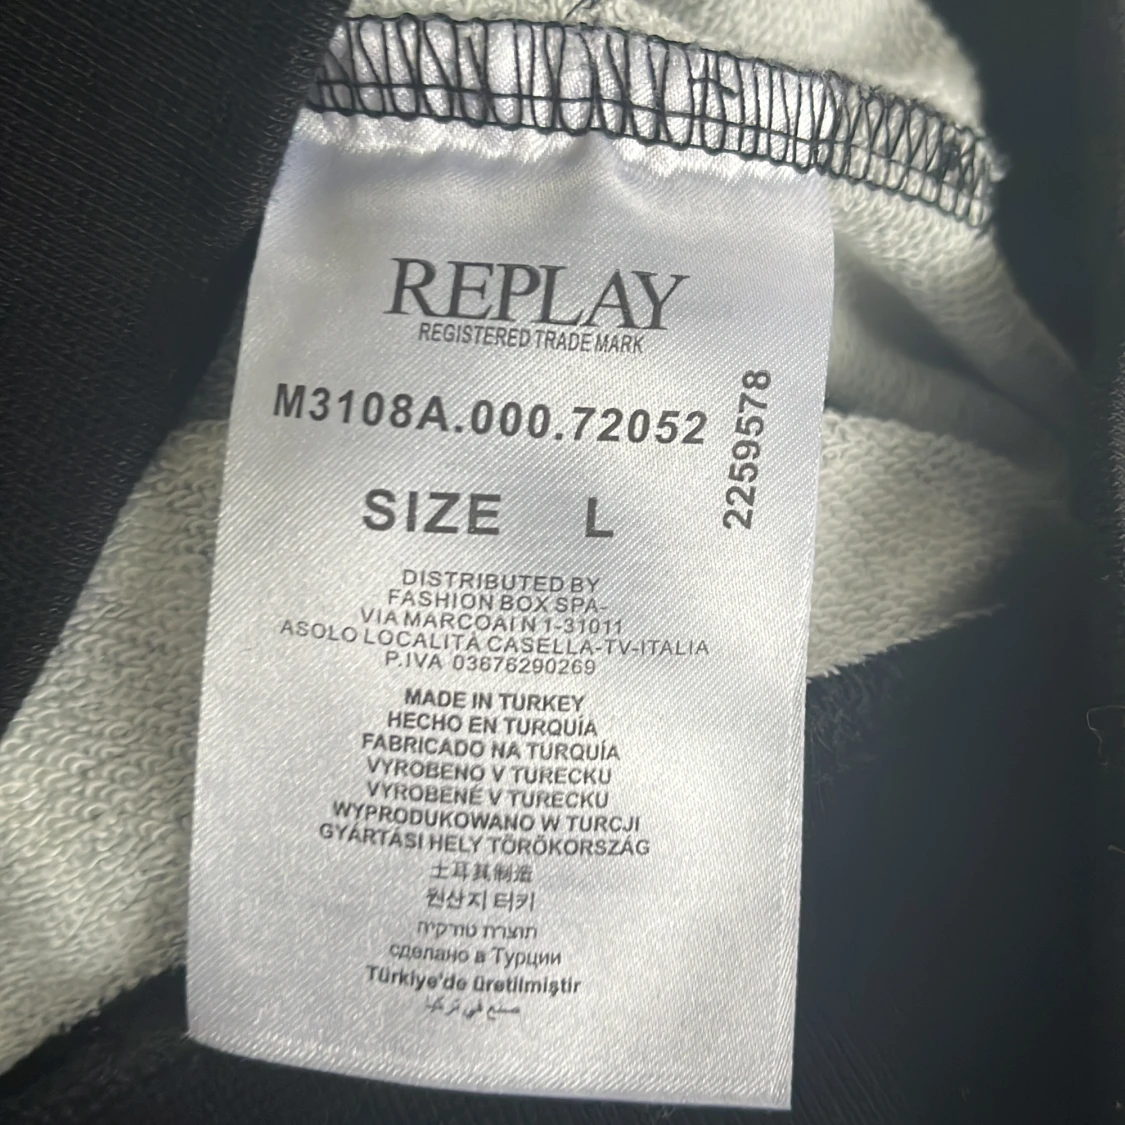 REPLAY
REGISTERED TRADE MARK
M3108A.000.72052
2259578
SIZE L
DISTRIBUTED BY
FASHION BOX SPA-
VIA MARCOAI N 1-31011
ASOLO LOCALITÀ CASELLA-TV-ITALIA
P.IVA 03676290269
MADE IN TURKEY
HECHO EN TURQUÍA
FABRICADO NA TURQUÍA
VYROBENO V TURECKU
VYROBENÉ V TURECKU
WYPRODUKOWANO W TURCJI
GYÁRTÁSI HELY TÖRÖKORSZÁG
土耳其制造
원산지 터키
תוצרת טורקיה
сделано в Турции
Türkiye'de üretilmiştir
صنع في تركيا